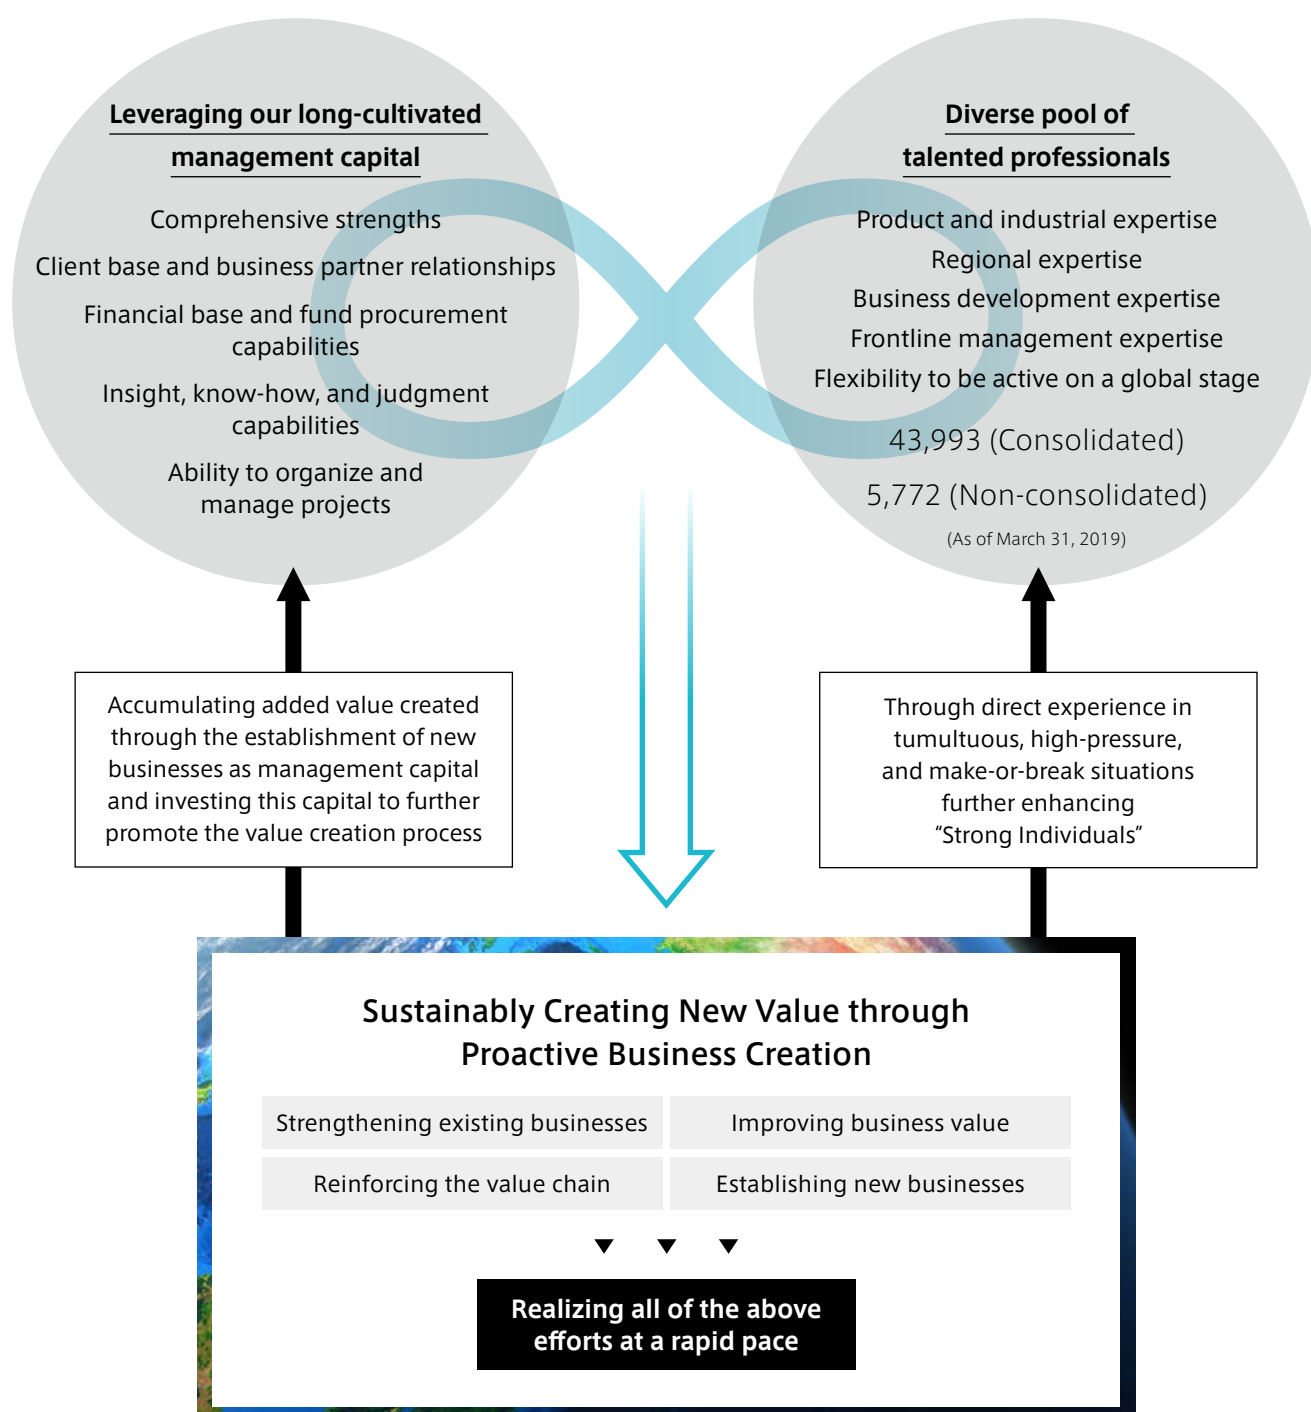 Leveraging our long-cultivated
management capital
Comprehensive strengths
Client base and business partner relationships
Financial base and fund procurement
capabilities
Insight, know-how, and judgment
capabilities
Ability to organize and
manage projects
Diverse pool of
talented professionals
Product and industrial expertise
Regional expertise
Business development expertise
Frontline management expertise
Flexibility to be active on a global stage
43,993 (Consolidated)
5,772 (Non-consolidated)
(As of March 31, 2019)
Accumulating added value created
through the establishment of new
businesses as management capital
and investing this capital to further
promote the value creation process
Through direct experience in
tumultuous, high-pressure,
and make-or-break situations
further enhancing
“Strong Individuals”
Sustainably Creating New Value through
Proactive Business Creation
Strengthening existing businesses
Improving business value
Reinforcing the value chain
Establishing new businesses
Realizing all of the above
efforts at a rapid pace